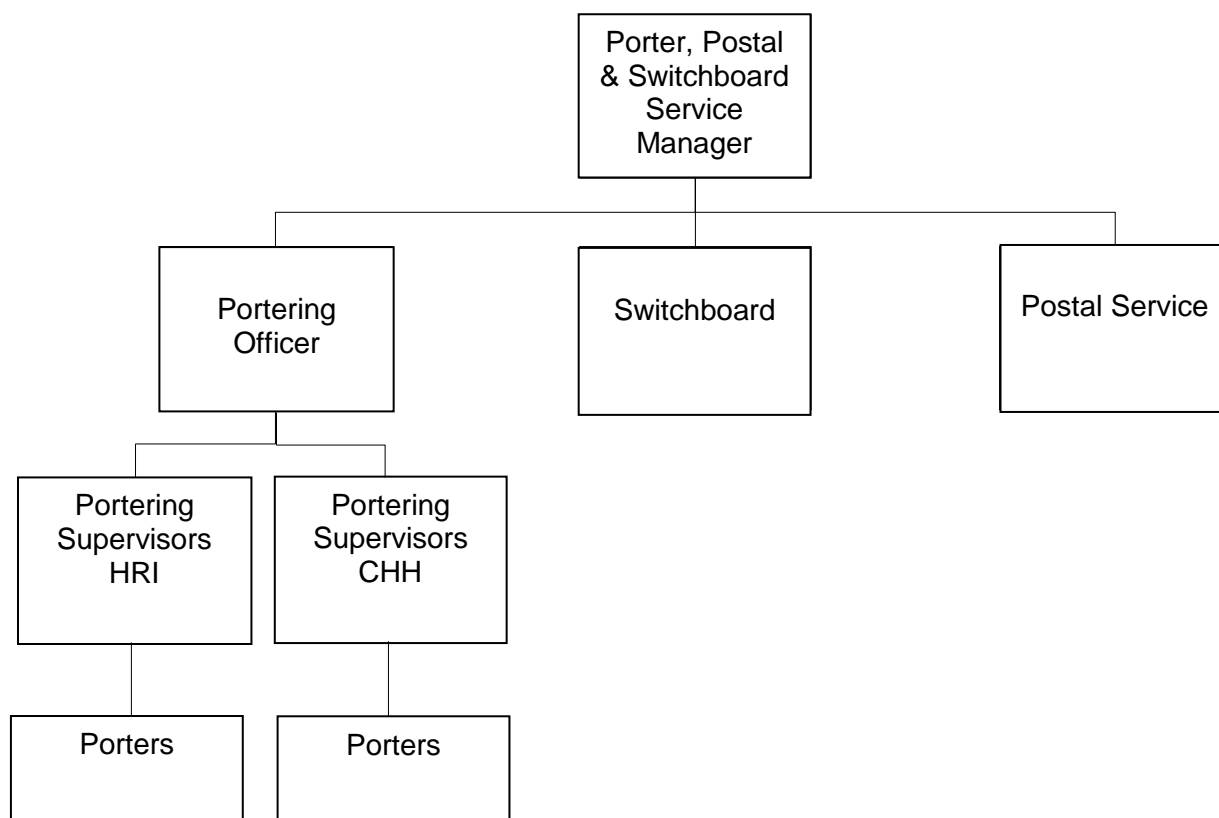 Porter, Postal
& Switchboard
Service
Manager
Portering
Officer
Switchboard
Postal Service
Portering
Supervisors
HRI
Portering
Supervisors
CHH
Porters
Porters